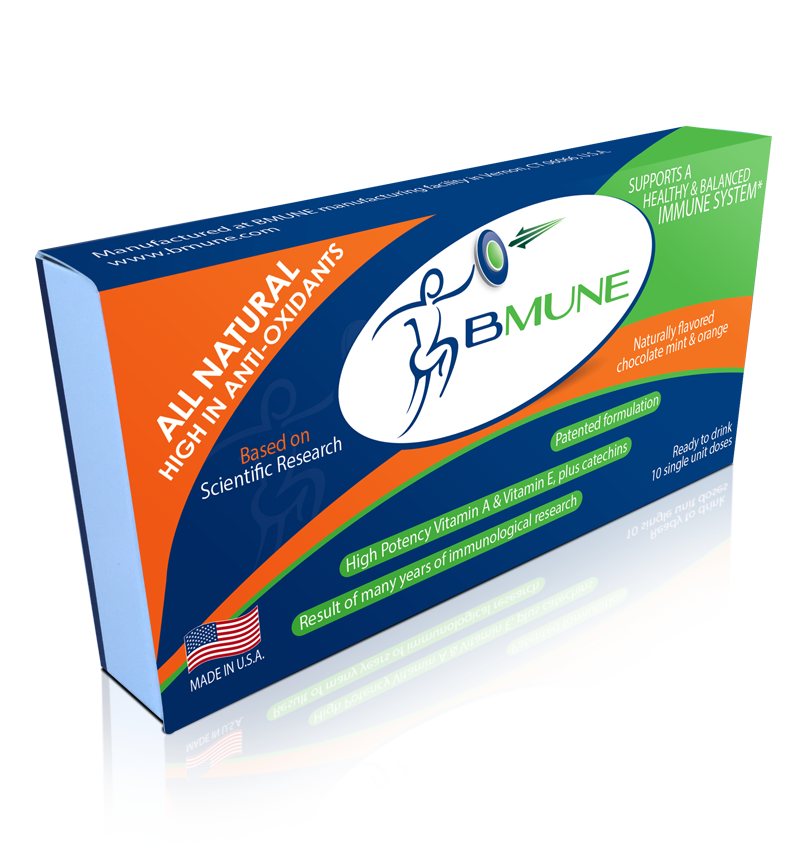 Manufactured at BMUNE manufacturing facility in Vernon, CT 06066, U.S.A.
www.bmune.com
ALL NATURAL
HIGH IN ANTI-OXIDANTS
SUPPORTS A
HEALTHY & BALANCED
IMMUNE SYSTEM*
BMUNE
Naturally flavored
chocolate mint & orange
Based on
Scientific Research
Patented formulation
High Potency Vitamin A & Vitamin E, plus catechins
Result of many years of immunological research
Ready to drink
10 single unit doses
MADE IN U.S.A.